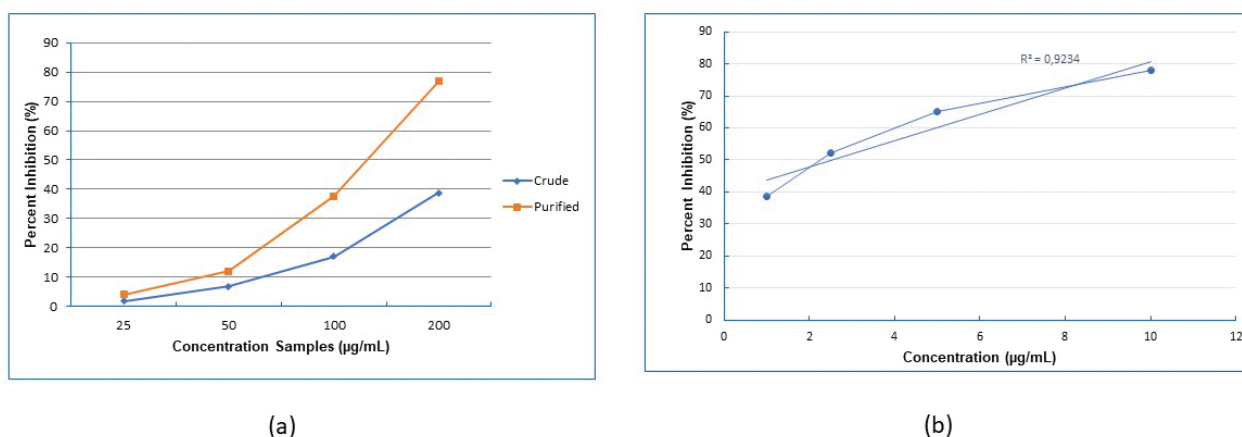 90
80
70
60
50
40
30
20
10
0
Percent Inhibition (%)
25 50 100 200
Concentration Samples (µg/mL)
Crude
Purified
(a)
90
80
70
60
50
40
30
20
10
0
Percent Inhibition (%)
R² = 0,9234
0 2 4 6 8 10 12
Concentration (µg/mL)
(b)